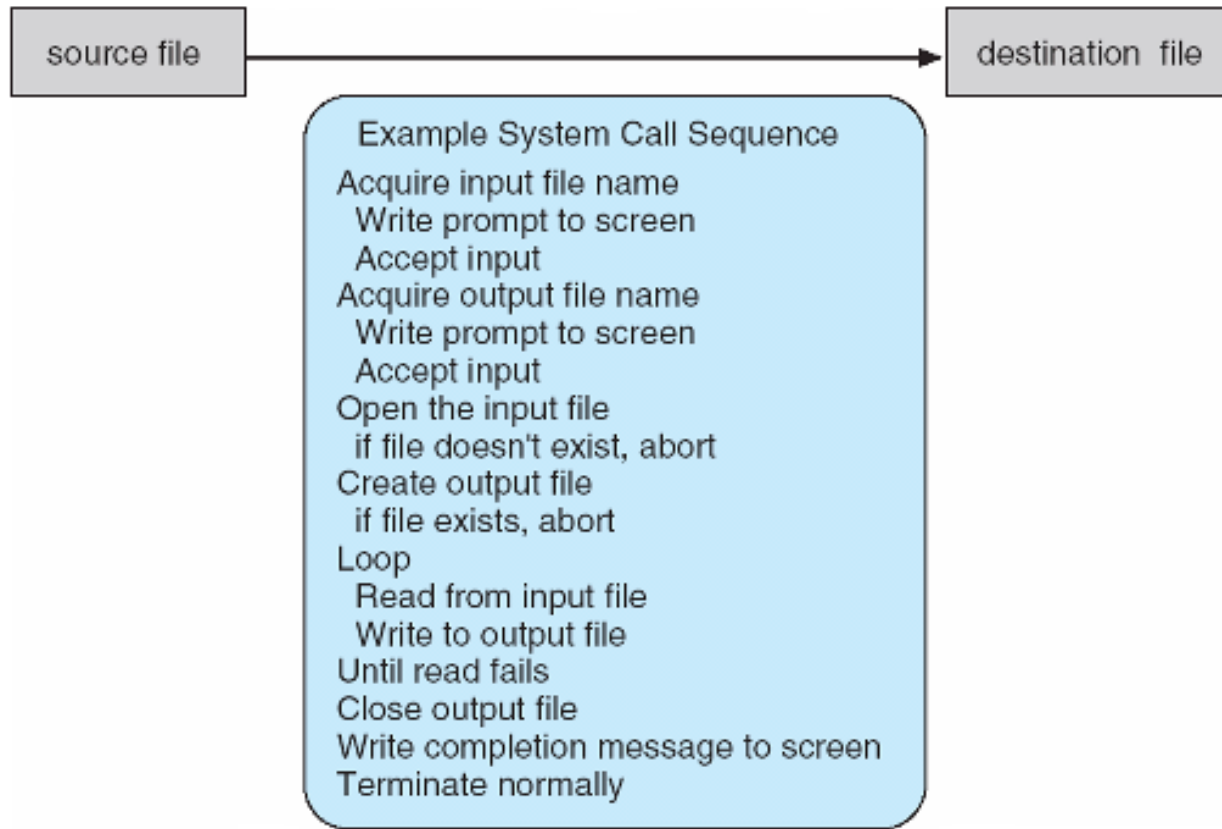 source file
destination file
Example System Call Sequence
Acquire input file name
Write prompt to screen
Accept input
Acquire output file name
Write prompt to screen
Accept input
Open the input file
if file doesn't exist, abort
Create output file
if file exists, abort
Loop
Read from input file
Write to output file
Until read fails
Close output file
Write completion message to screen
Terminate normally